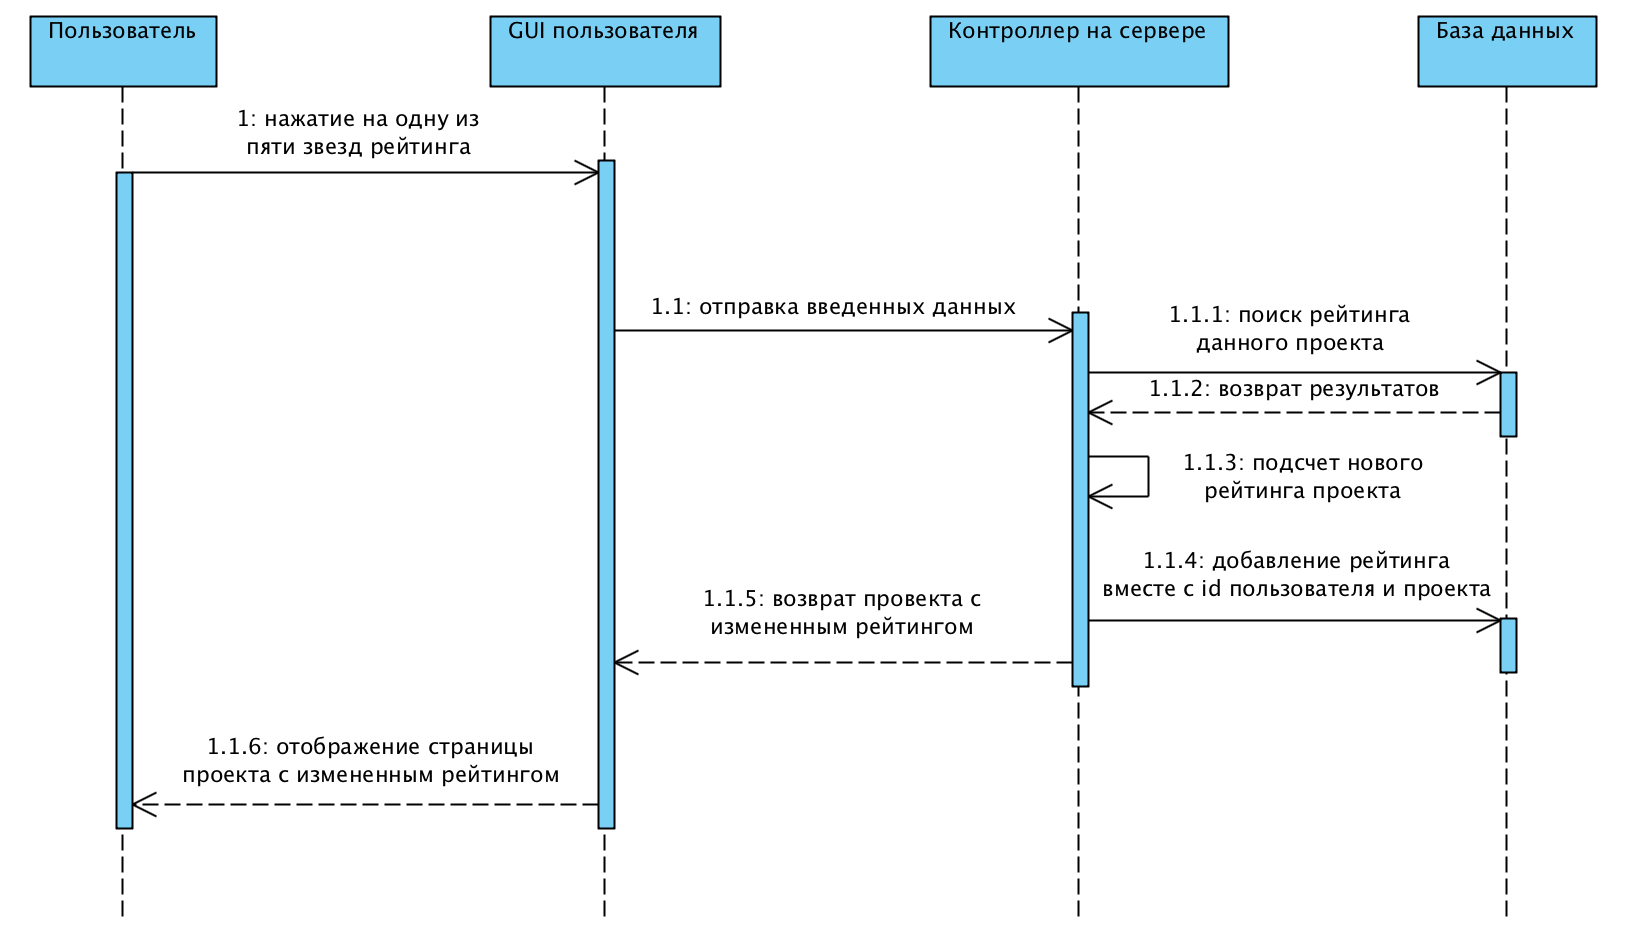 Пользователь
GUI пользователя
Контроллер на сервере
База данных
1: нажатие на одну из
пяти звезд рейтинга
1.1: отправка введенных данных
1.1.1: поиск рейтинга
данного проекта
1.1.2: возврат результатов
1.1.3: подсчет нового
рейтинга проекта
1.1.4: добавление рейтинга
вместе с id пользователя и проекта
1.1.5: возврат провекта с
измененным рейтингом
1.1.6: отображение страницы
проекта с измененным рейтингом